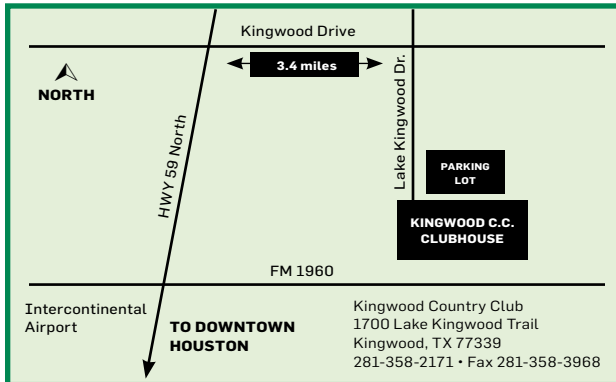 Kingwood Drive
3.4 miles
NORTH
HWY 59 North
Lake Kingwood Dr.
PARKING
LOT
KINGWOOD C.C.
CLUBHOUSE
FM 1960
Intercontinental
Airport
TO DOWNTOWN
HOUSTON
Kingwood Country Club
1700 Lake Kingwood Trail
Kingwood, TX 77339
281-358-2171 • Fax 281-358-3968